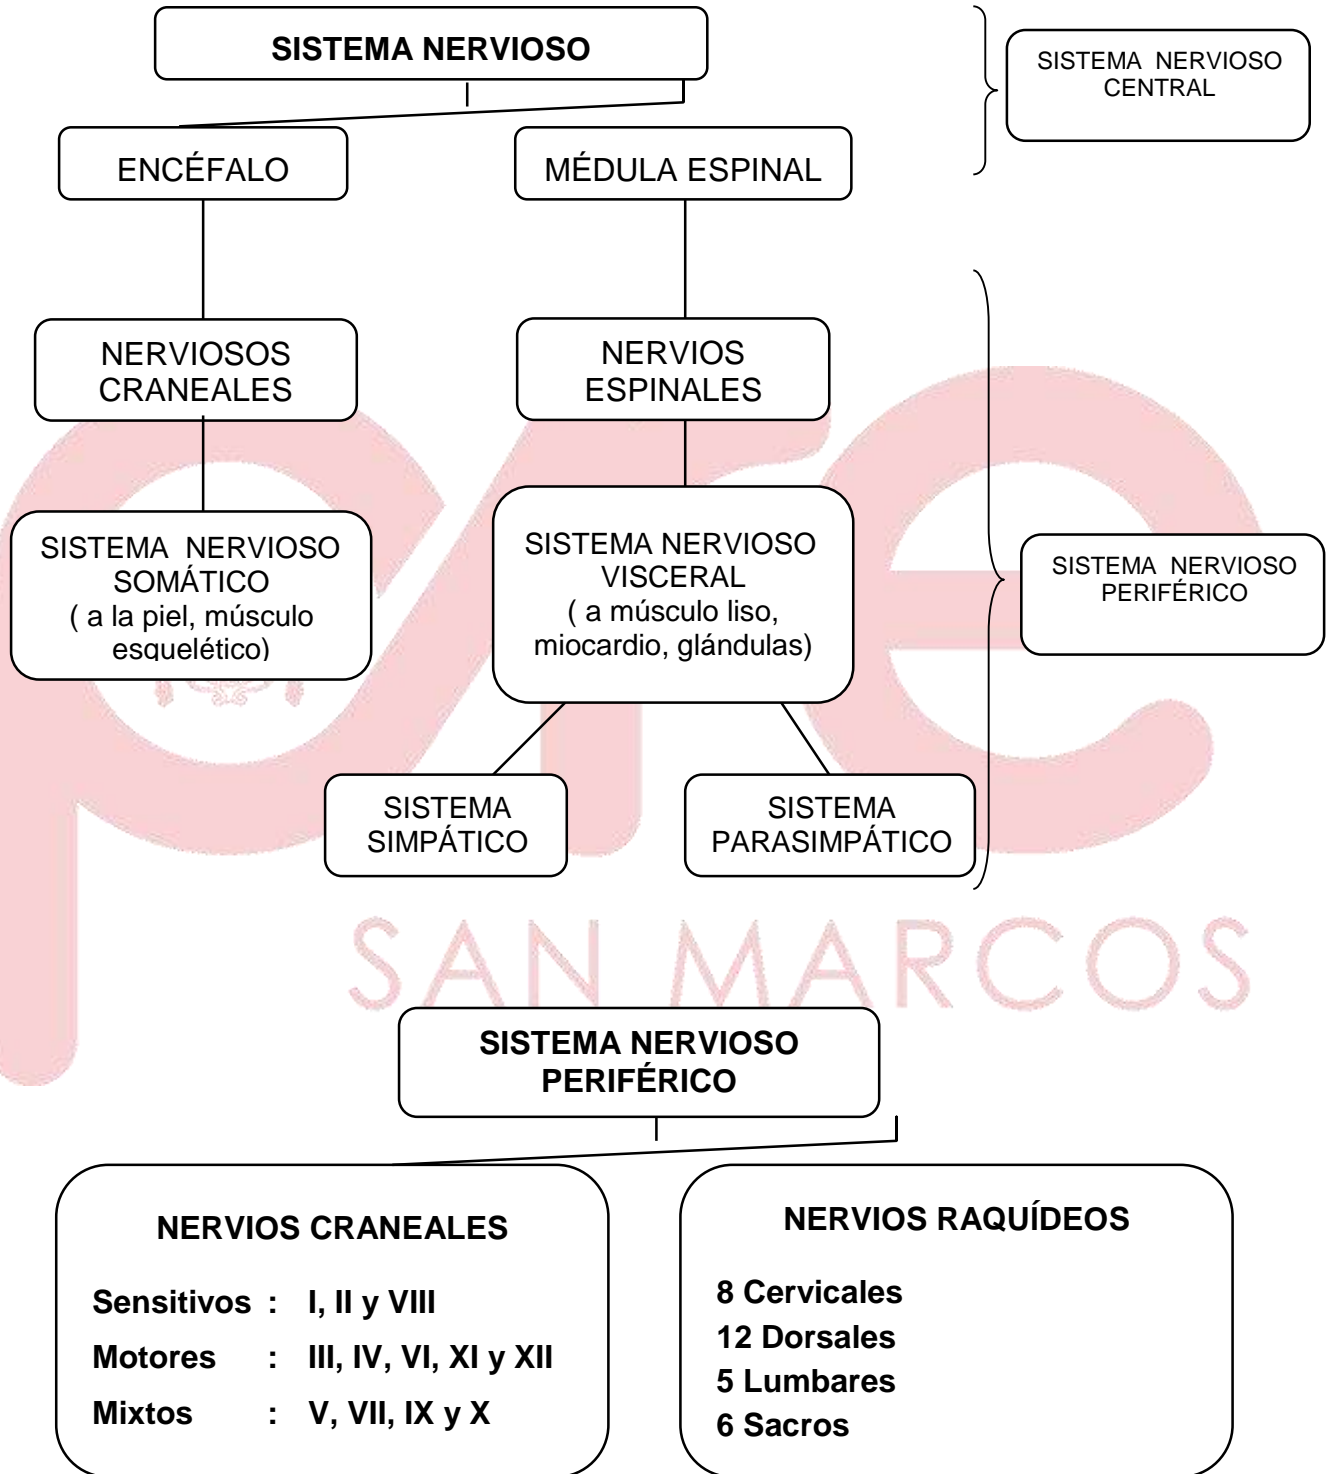 SISTEMA NERVIOSO
SISTEMA NERVIOSO
CENTRAL
ENCÉFALO
MÉDULA ESPINAL
NERVIOSOS
CRANEALES
NERVIOS
ESPINALES
SISTEMA NERVIOSO
SOMÁTICO
( a la piel, músculo
esquelético)
SISTEMA NERVIOSO
VISCERAL
( a músculo liso,
miocardio, glándulas)
SISTEMA NERVIOSO
PERIFÉRICO
SISTEMA
SIMPÁTICO
SISTEMA
PARASIMPÁTICO
pre
SAN MARCOS
SISTEMA NERVIOSO
PERIFÉRICO
NERVIOS CRANEALES
Sensitivos : I, II y VIII
Motores : III, IV, VI, XI y XII
Mixtos : V, VII, IX y X
NERVIOS RAQUÍDEOS
8 Cervicales
12 Dorsales
5 Lumbares
6 Sacros